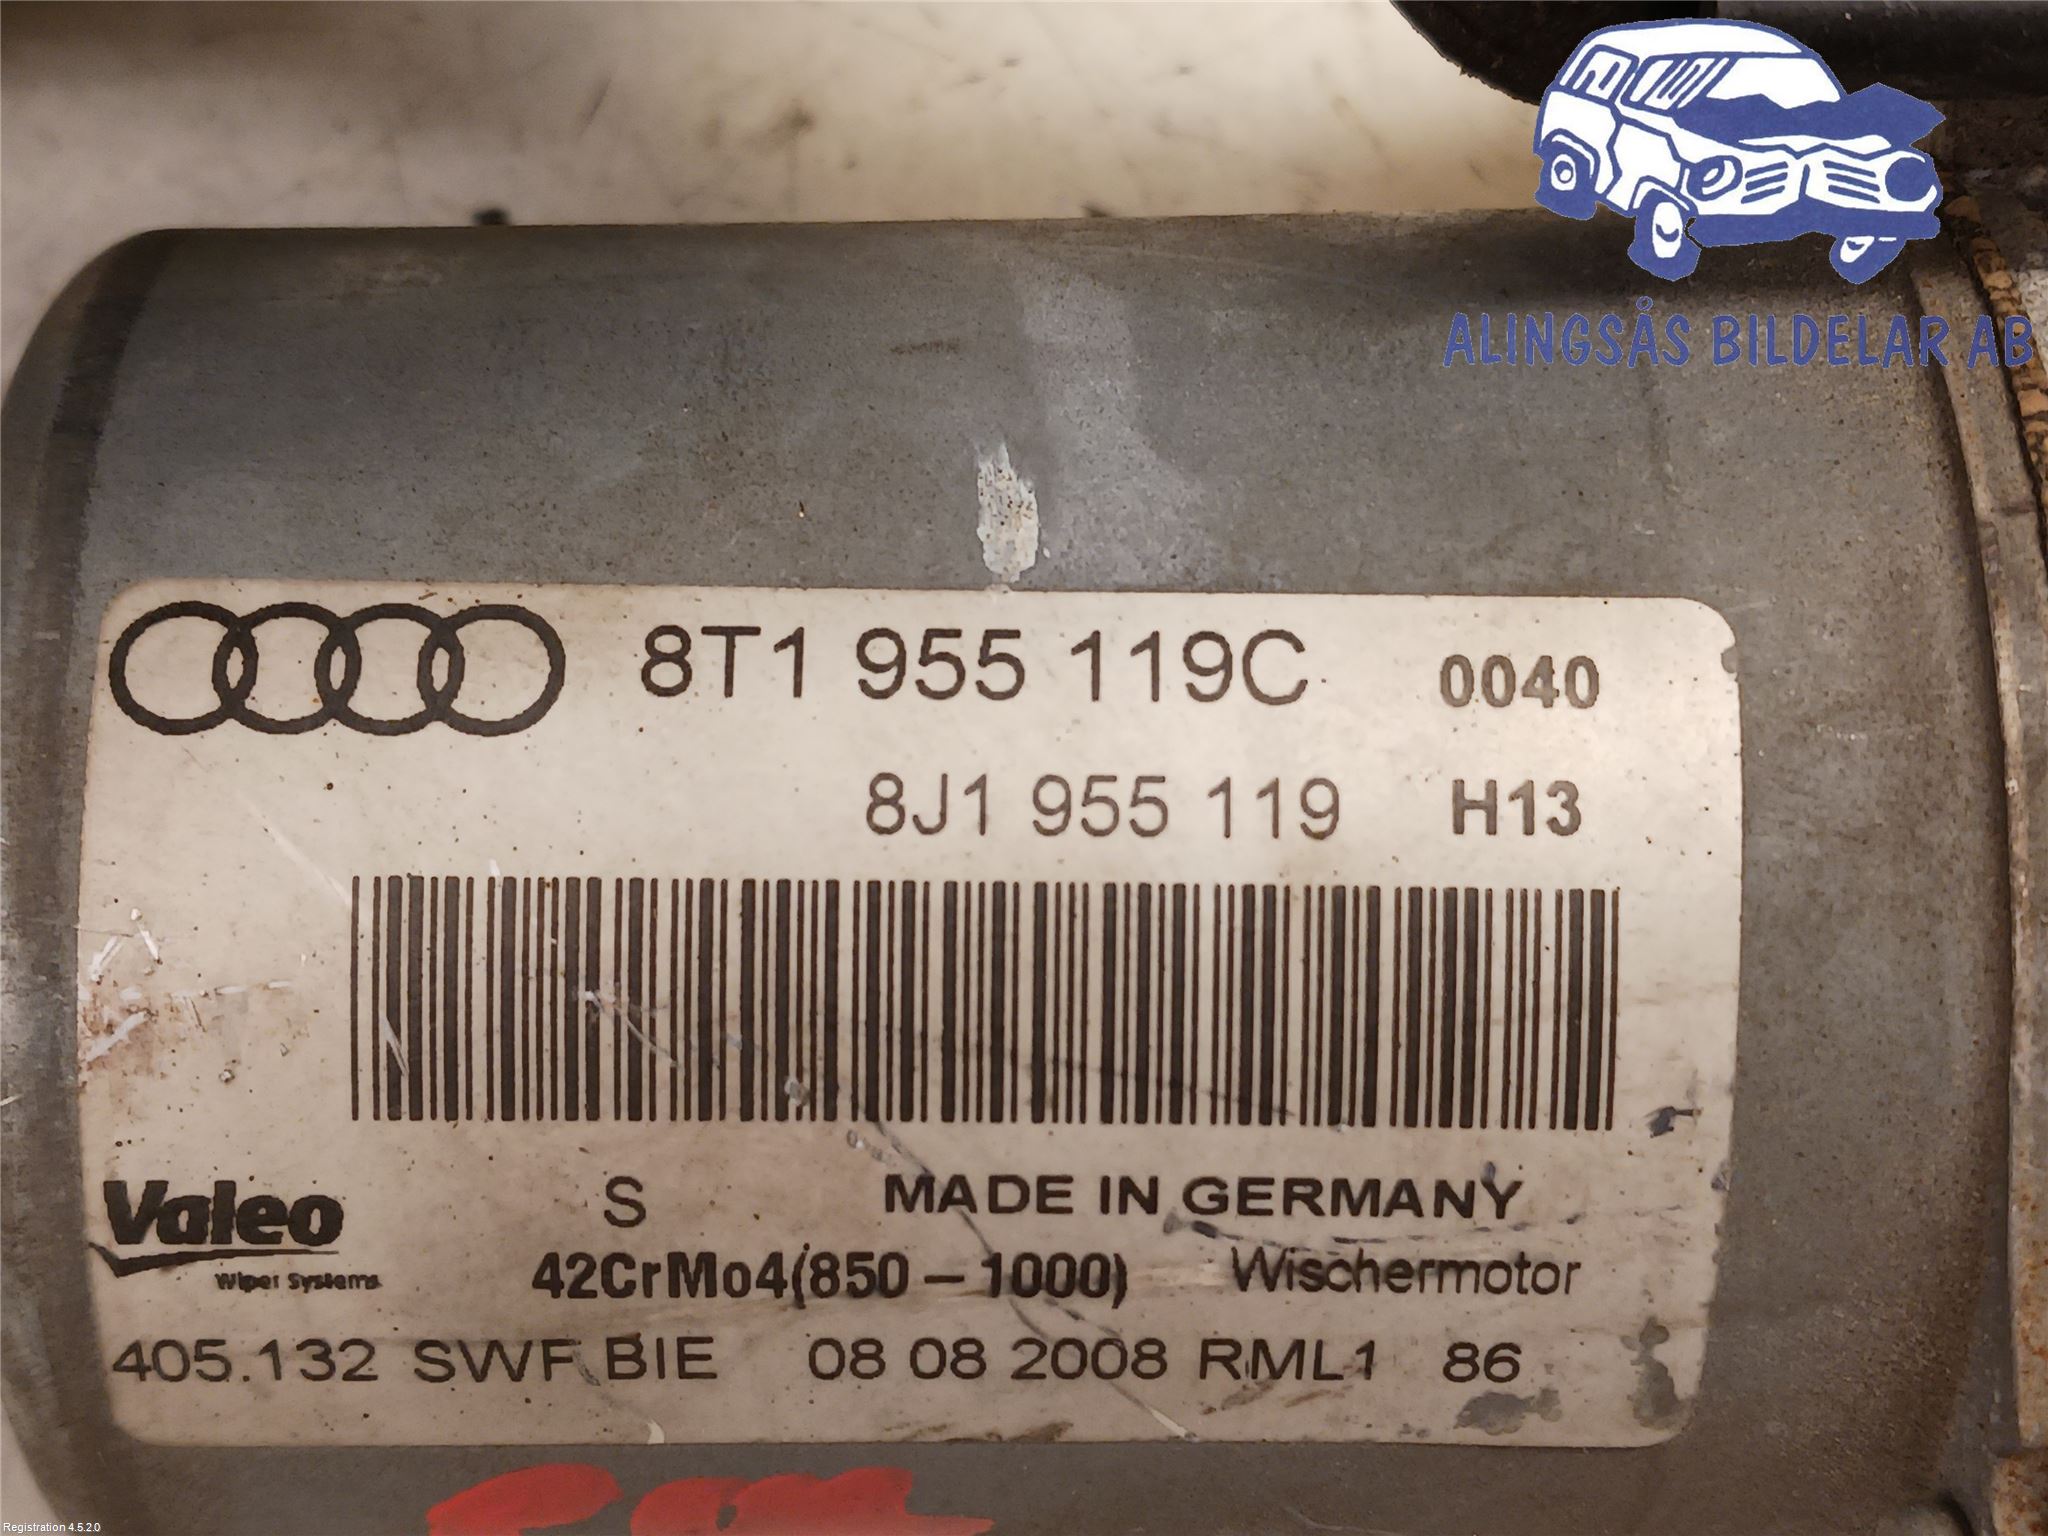 ALINGSÅS BILDELAR AB
8T1 955 119C 0040
8J1 955 119 H13
Valeo S MADE IN GERMANY
Wiper Systems 42CrMo4(850 – 1000) Wischermotor
405.132 SWF BIE 08 08 2008 RML1 86
Registration 4.5.2.0